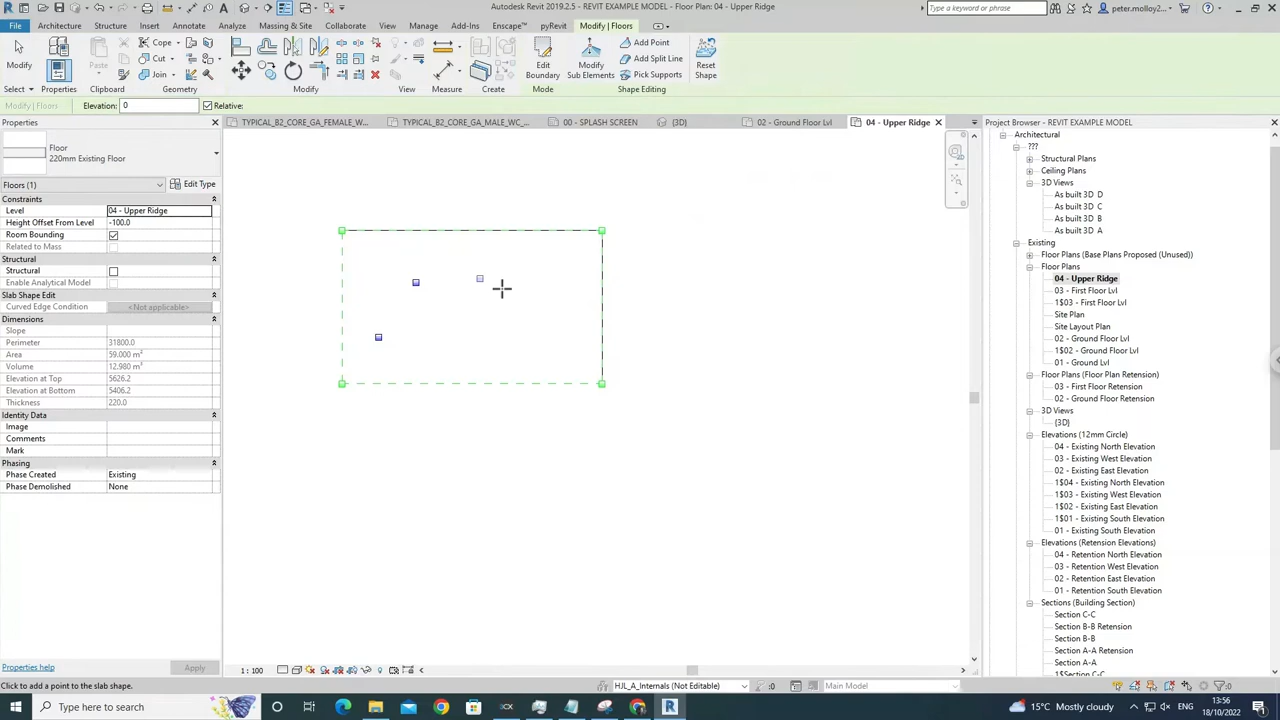 Autodesk Revit 2019.2.5 - REVIT EXAMPLE MODEL - Floor Plan: 04 - Upper Ridge
Type a keyword or phrase
peter.mollay2...
File Architecture Structure Insert Annotate Analyze Massing & Site Collaborate View Manage Add-Ins Enscape™ pyRevit Modify | Floors
Modify
Paste
Cope
Cut
Join
Edit Boundary
Modify Sub Elements
Add Point
Add Split Line
Pick Supports
Reset Shape
Select Properties Clipboard Geometry Modify View Measure Create Mode Shape Editing
Modify | Floors Elevation: 0 Relative:
Properties
TYPICAL_B2_CORE_GA_FEMALE_W... TYPICAL_B2_CORE_GA_MALE_WC_... 00 - SPLASH SCREEN {3D} 02 - Ground Floor Lvl 04 - Upper Ridge
Project Browser - REVIT EXAMPLE MODEL
Floor
220mm Existing Floor
Floors (1) Edit Type
Constraints
Level 04 - Upper Ridge
Height Offset From Level -100.0
Room Bounding
Related to Mass
Structural
Structural
Enable Analytical Model
Slab Shape Edit
Curved Edge Condition <Not applicable>
Dimensions
Slope
Perimeter 31800.0
Area 59.000 m²
Volume 12.980 m³
Elevation at Top 5626.2
Elevation at Bottom 5406.2
Thickness 220.0
Identity Data
Image
Comments
Mark
Phasing
Phase Created Existing
Phase Demolished None
Properties help Apply
Architectural
???
Structural Plans
Ceiling Plans
3D Views
As built 3D D
As built 3D C
As built 3D B
As built 3D A
Existing
Floor Plans (Base Plans Proposed (Unused))
Floor Plans
04 - Upper Ridge
03 - First Floor Lvl
1$03 - First Floor Lvl
Site Plan
Site Layout Plan
02 - Ground Floor Lvl
1$02 - Ground Floor Lvl
01 - Ground Lvl
Floor Plans (Floor Plan Retension)
03 - First Floor Retension
02 - Ground Floor Retension
3D Views
{3D}
Elevations (12mm Circle)
04 - Existing North Elevation
03 - Existing West Elevation
02 - Existing East Elevation
1$04 - Existing North Elevation
1$03 - Existing West Elevation
1$02 - Existing East Elevation
1$01 - Existing South Elevation
01 - Existing South Elevation
Elevations (Retension Elevations)
04 - Retension North Elevation
03 - Retension West Elevation
02 - Retension East Elevation
01 - Retension South Elevation
Sections (Building Section)
Section C-C
Section B-B Retension
Section B-B
Section A-A Retension
Section A-A
1$Section C-C
1 : 100
Click to add a point to the slab shape.
HJL_A_Internals (Not Editable) :0 Main Model :0
Type here to search
15°C Mostly cloudy
ENG
13:56
18/10/2022